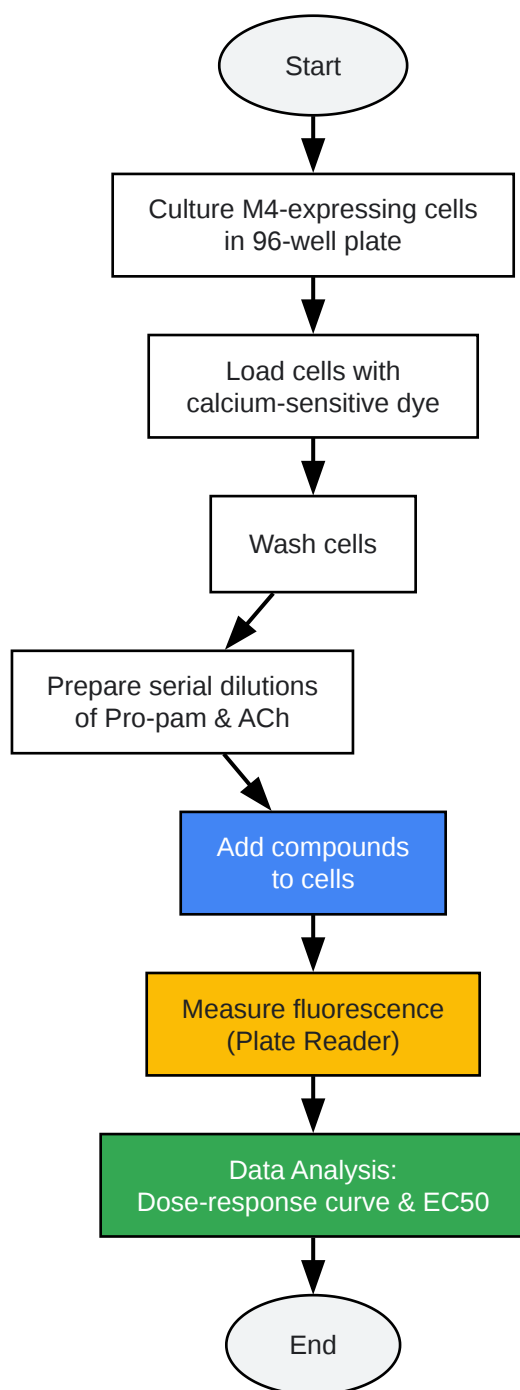 Start
Culture M4-expressing cells
in 96-well plate
Load cells with
calcium-sensitive dye
Wash cells
Prepare serial dilutions
of Pro-pam & ACh
Add compounds
to cells
Measure fluorescence
(Plate Reader)
Data Analysis:
Dose-response curve & EC50
End